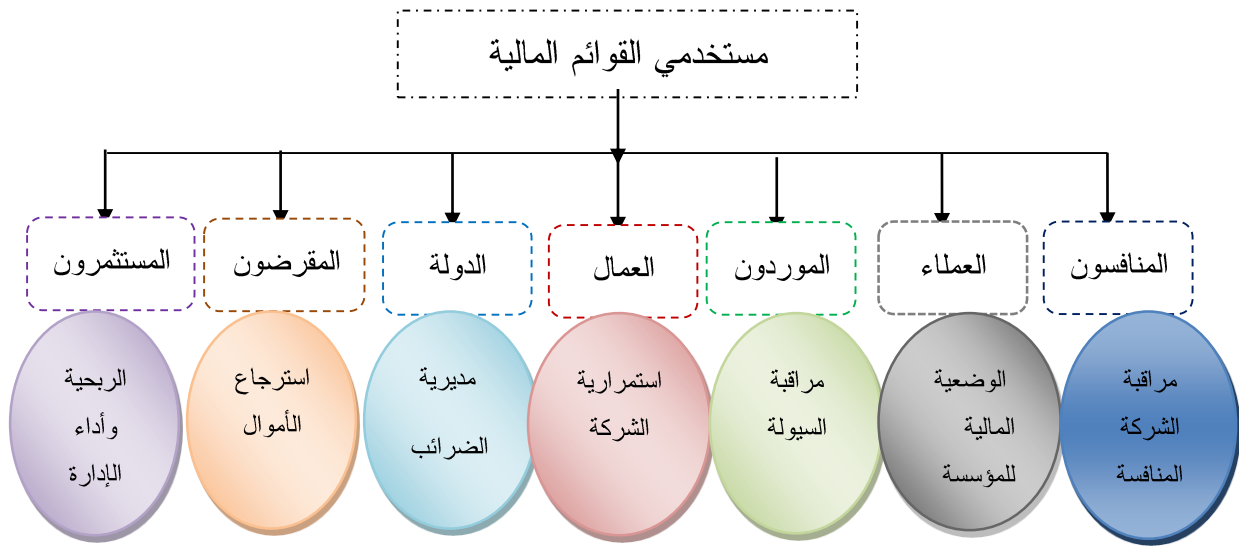 مستخدمي القوائم المالية
المنافسون
العملاء
الموردون
العمال
الدولة
المقرضون
المستثمرون
مراقبة
الشركة
المنافسة
الوضعية
المالية
للمؤسسة
مراقبة
السيولة
استمرارية
الشركة
مديرية
الضرائب
استرجاع
الأموال
الربحية
وأداء
الإدارة